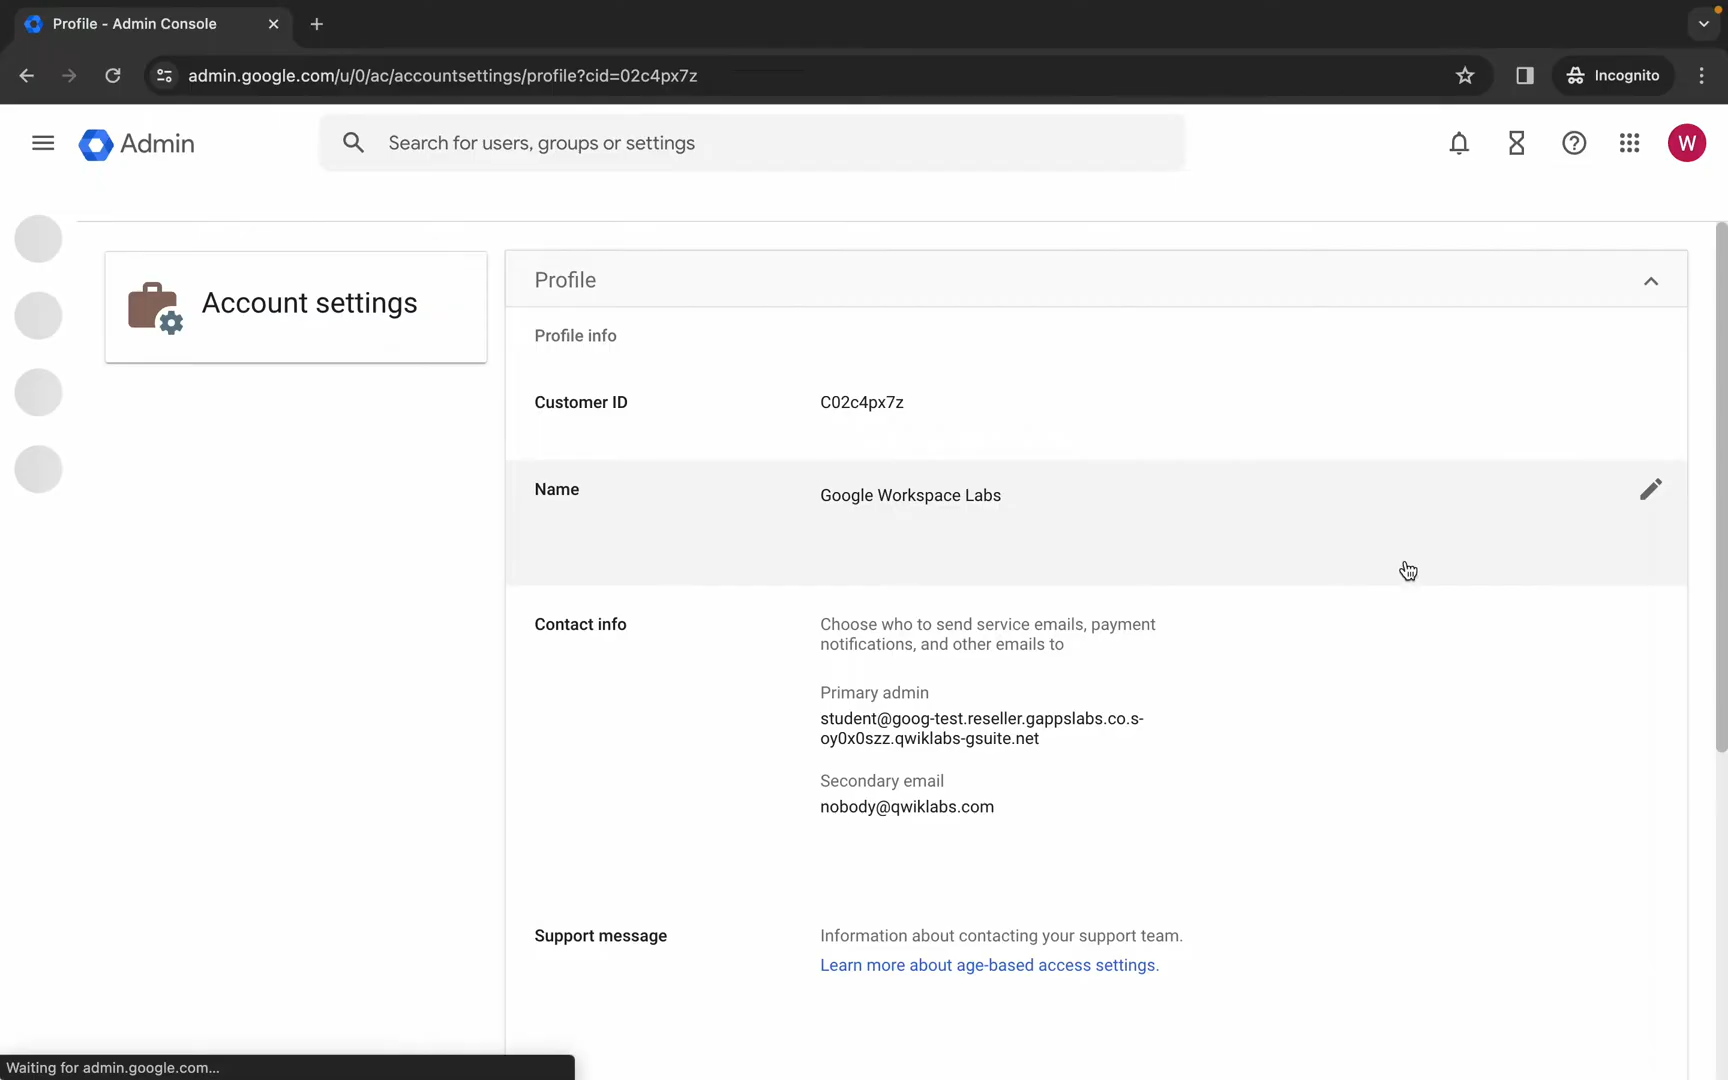 Profile - Admin Console
admin.google.com/u/0/ac/accountsettings/profile?cid=02c4px7z
Incognito
Admin
Search for users, groups or settings
W
Account settings
Profile
Profile info
Customer ID
C02c4px7z
Name
Google Workspace Labs
Contact info
Choose who to send service emails, payment
notifications, and other emails to
Primary admin
student@goog-test.reseller.gappslabs.co.s-
oy0x0szz.qwiklabs-gsuite.net
Secondary email
nobody@qwiklabs.com
Support message
Information about contacting your support team.
Learn more about age-based access settings.
Waiting for admin.google.com...